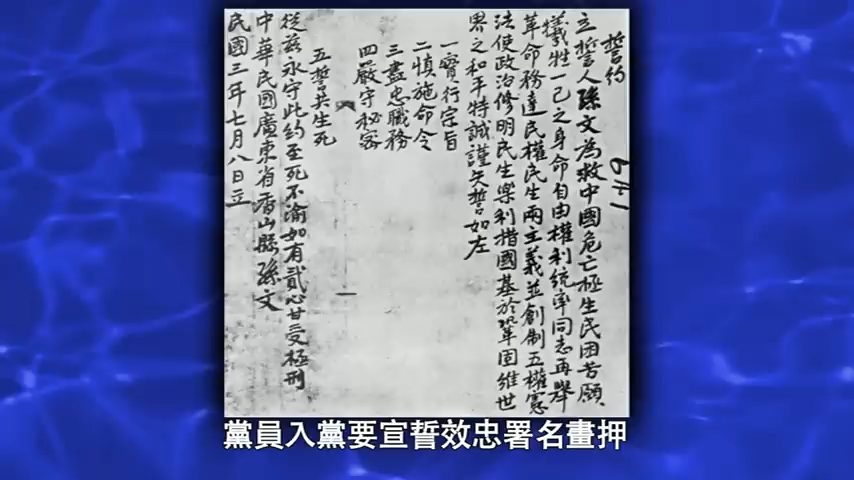 誓約
立誓人孫文為救中國危亡極生民困苦願
犧牲一己之身命自由權利統率同志再舉
革命務達民權民生兩主義並創制五權憲
法使政治修明民生樂利措國基於鞏固維世
界之和平特誠謹矢誓如左
一實行宗旨
二慎施命令
三盡忠職務
四嚴守秘密
五誓共生死
從茲永守此約至死不渝如有貳心甘受極刑
中華民國廣東省香山縣孫文
民國三年七月八日立
黨員入黨要宣誓效忠署名畫押